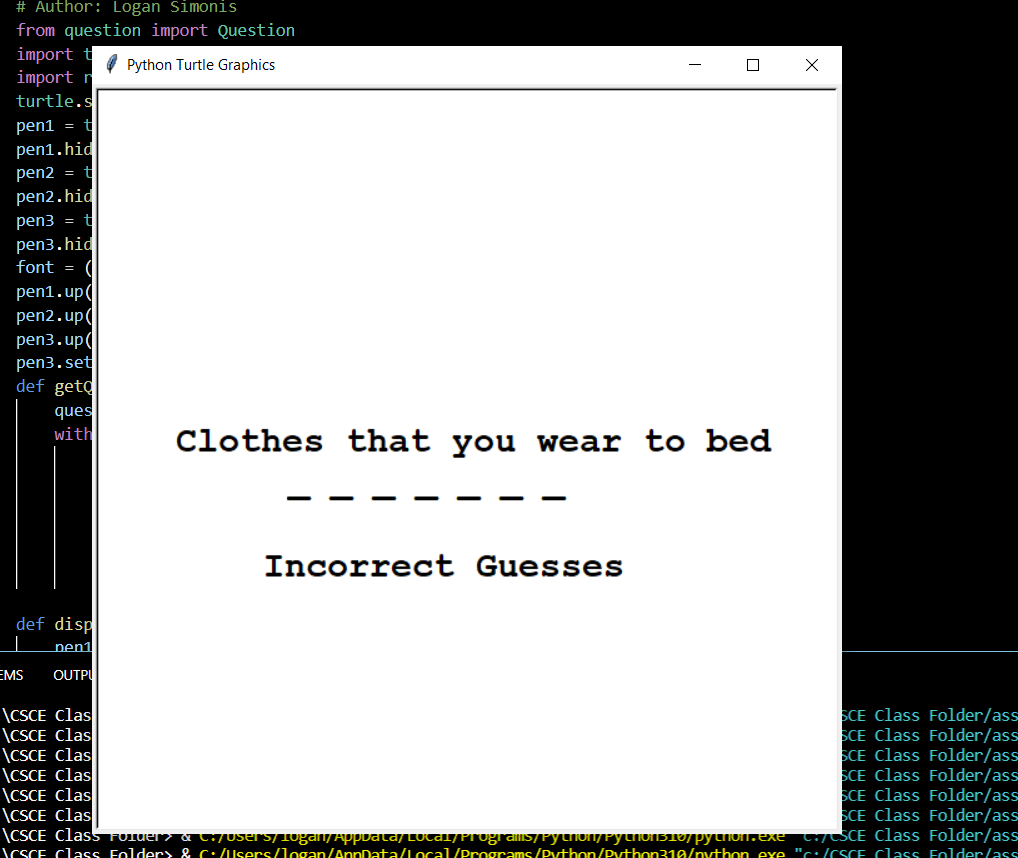 # Author: Logan Simonis
from question import Question
import t
import r
turtle.s
pen1 = t
pen1.hid
pen2 = t
pen2.hid
pen3 = t
pen3.hid
font = (
pen1.up(
pen2.up(
pen3.up(
pen3.set
def getQ
ques
with
def disp
pen1
Python Turtle Graphics
Clothes that you wear to bed
_ _ _ _ _ _ _
Incorrect Guesses
EMS OUTPU
\CSCE Clas SCE Class Folder/ass
\CSCE Clas SCE Class Folder/ass
\CSCE Clas SCE Class Folder/ass
\CSCE Clas SCE Class Folder/ass
\CSCE Clas SCE Class Folder/ass
\CSCE Clas SCE Class Folder/ass
\CSCE Class Folder> & C:/Users/logan/AppData/Local/Programs/Python/Python310/python.exe "c:/CSCE Class Folder/ass
\CSCE Class Folder> & C:/Users/logan/AppData/Local/Programs/Python/Python310/python.exe "c:/CSCE Class Folder/ass